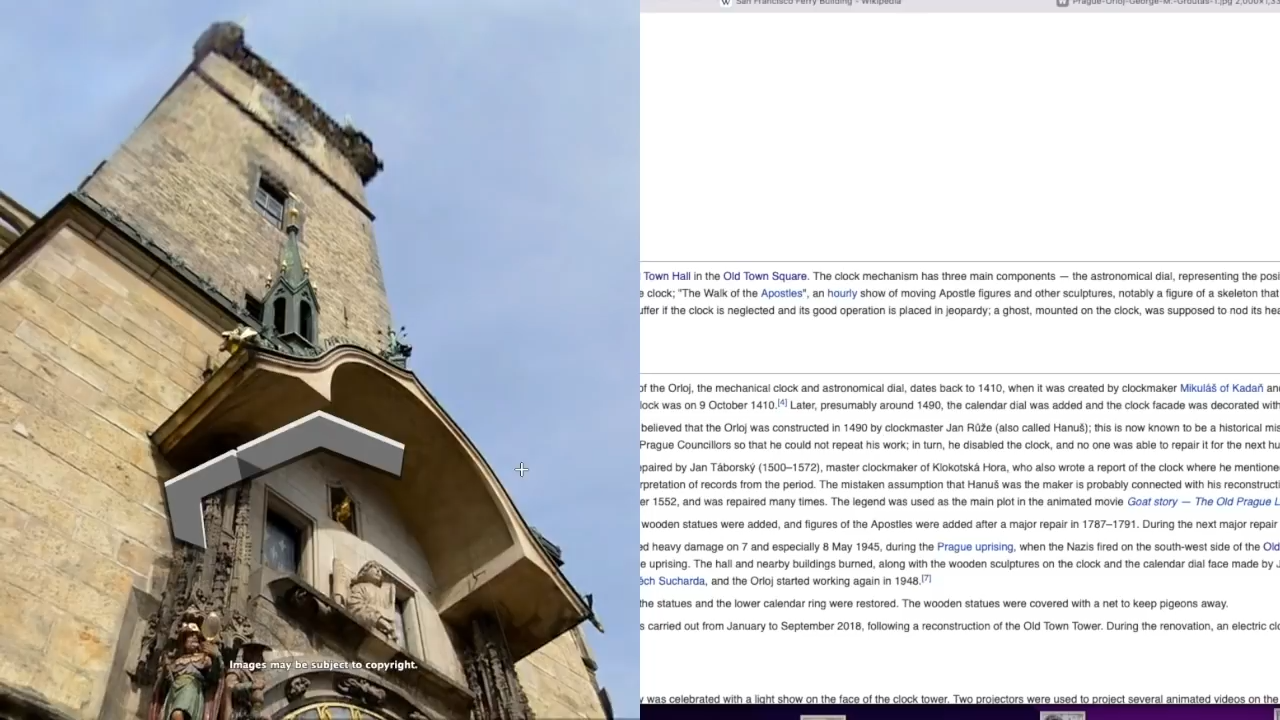 San Francisco Ferry Building - Wikipedia
Prague-Orloj-George-M.-Groutas-1.jpg
Town Hall in the Old Town Square. The clock mechanism has three main components — the astronomical dial, representing the posi
e clock; "The Walk of the Apostles", an hourly show of moving Apostle figures and other sculptures, notably a figure of a skeleton that
uffer if the clock is neglected and its good operation is placed in jeopardy; a ghost, mounted on the clock, was supposed to nod its hea
of the Orloj, the mechanical clock and astronomical dial, dates back to 1410, when it was created by clockmaker Mikuláš of Kadaň and
lock was on 9 October 1410.[4] Later, presumably around 1490, the calendar dial was added and the clock facade was decorated with
believed that the Orloj was constructed in 1490 by clockmaster Jan Růže (also called Hanuš); this is now known to be a historical mis
Prague Councillors so that he could not repeat his work; in turn, he disabled the clock, and no one was able to repair it for the next hu
epaired by Jan Táborský (1500–1572), master clockmaker of Klokotská Hora, who also wrote a report of the clock where he mentione
rpretation of records from the period. The mistaken assumption that Hanuš was the maker is probably connected with his reconstructi
er 1552, and was repaired many times. The legend was used as the main plot in the animated movie Goat story — The Old Prague L
wooden statues were added, and figures of the Apostles were added after a major repair in 1787–1791. During the next major repair
ed heavy damage on 7 and especially 8 May 1945, during the Prague uprising, when the Nazis fired on the south-west side of the Old
e uprising. The hall and nearby buildings burned, along with the wooden sculptures on the clock and the calendar dial face made by J
ěch Sucharda, and the Orloj started working again in 1948.[7]
the statues and the lower calendar ring were restored. The wooden statues were covered with a net to keep pigeons away.
s carried out from January to September 2018, following a reconstruction of the Old Town Tower. During the renovation, an electric clo
Images may be subject to copyright.
y was celebrated with a light show on the face of the clock tower. Two projectors were used to project several animated videos on the